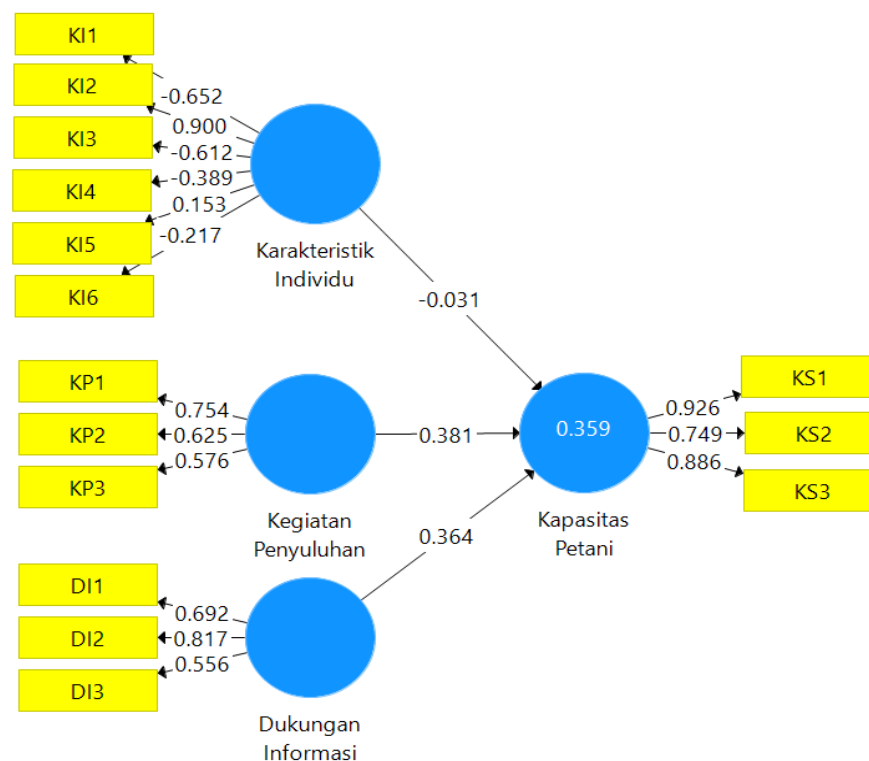 KI1
KI2
KI3
KI4
KI5
KI6
-0.652
0.900
-0.612
-0.389
0.153
-0.217
Karakteristik
Individu
-0.031
KP1
KP2
KP3
0.754
0.625
0.576
Kegiatan
Penyuluhan
0.381
DI1
DI2
DI3
0.692
0.817
0.556
Dukungan
Informasi
0.364
0.359
Kapasitas
Petani
0.926
0.749
0.886
KS1
KS2
KS3